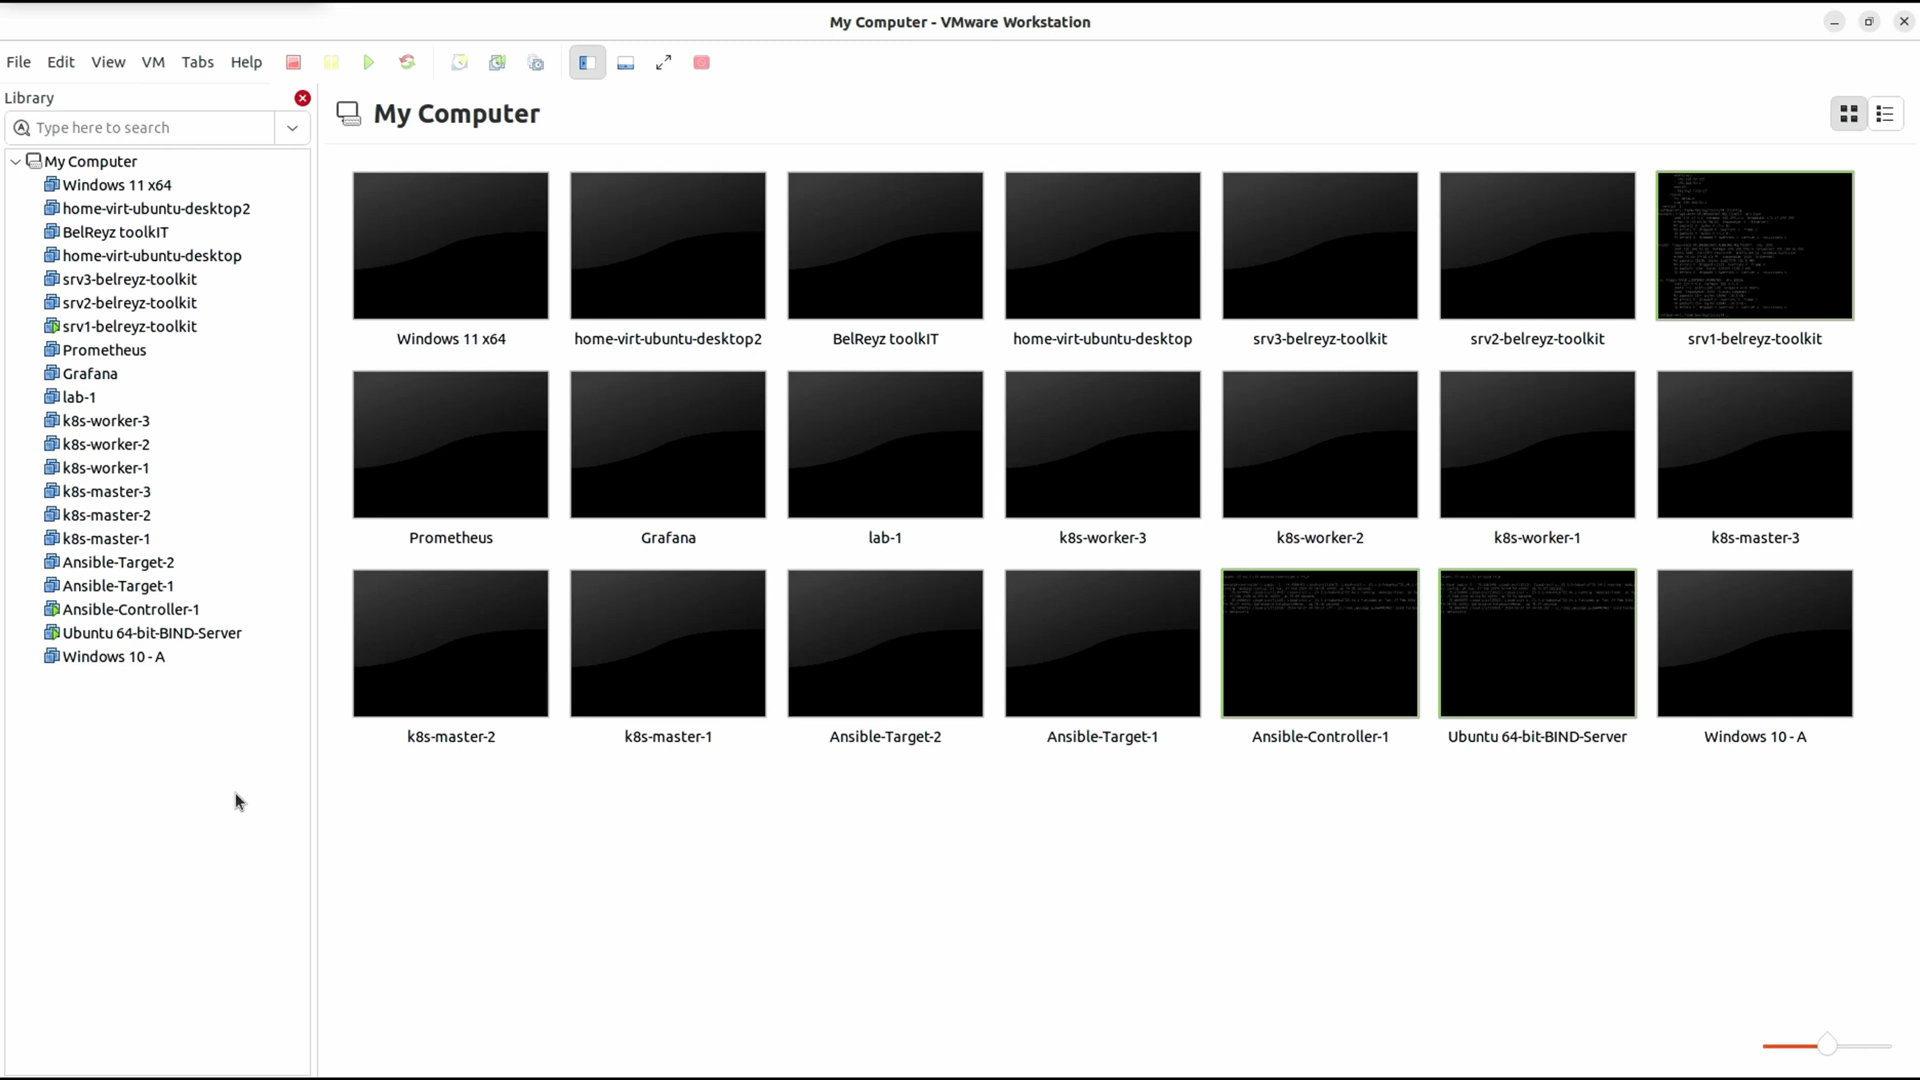 My Computer - VMware Workstation
File Edit View VM Tabs Help
Library
Type here to search
My Computer
Windows 11 x64
home-virt-ubuntu-desktop2
BelReyz toolkIT
home-virt-ubuntu-desktop
srv3-belreyz-toolkit
srv2-belreyz-toolkit
srv1-belreyz-toolkit
Prometheus
Grafana
lab-1
k8s-worker-3
k8s-worker-2
k8s-worker-1
k8s-master-3
k8s-master-2
k8s-master-1
Ansible-Target-2
Ansible-Target-1
Ansible-Controller-1
Ubuntu 64-bit-BIND-Server
Windows 10 - A
My Computer
Windows 11 x64 home-virt-ubuntu-desktop2 BelReyz toolkIT home-virt-ubuntu-desktop srv3-belreyz-toolkit srv2-belreyz-toolkit srv1-belreyz-toolkit
Prometheus Grafana lab-1 k8s-worker-3 k8s-worker-2 k8s-worker-1 k8s-master-3
k8s-master-2 k8s-master-1 Ansible-Target-2 Ansible-Target-1 Ansible-Controller-1 Ubuntu 64-bit-BIND-Server Windows 10 - A